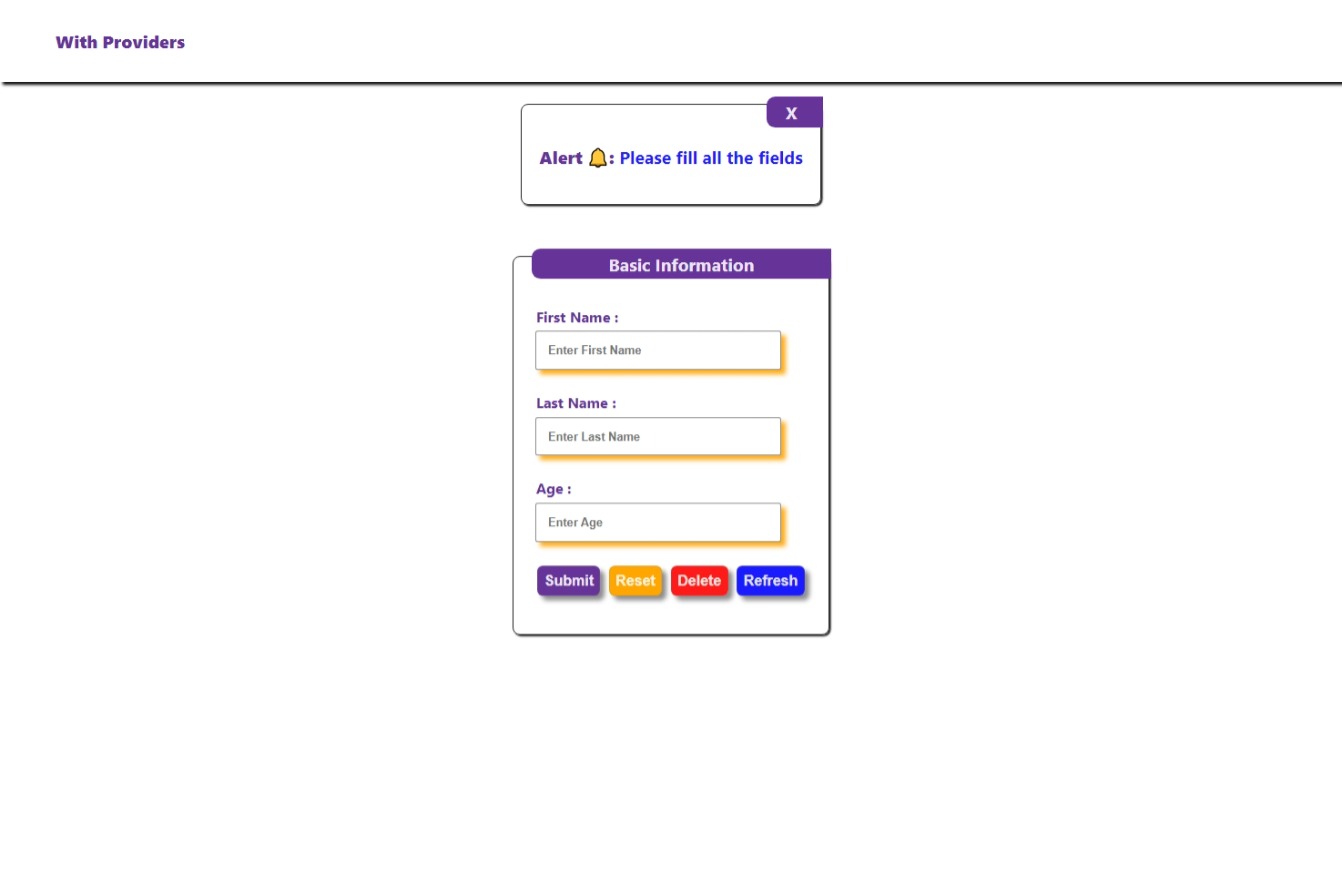 With Providers
X
Alert 🔔: Please fill all the fields
Basic Information
First Name :
Enter First Name
Last Name :
Enter Last Name
Age :
Enter Age
Submit Reset Delete Refresh